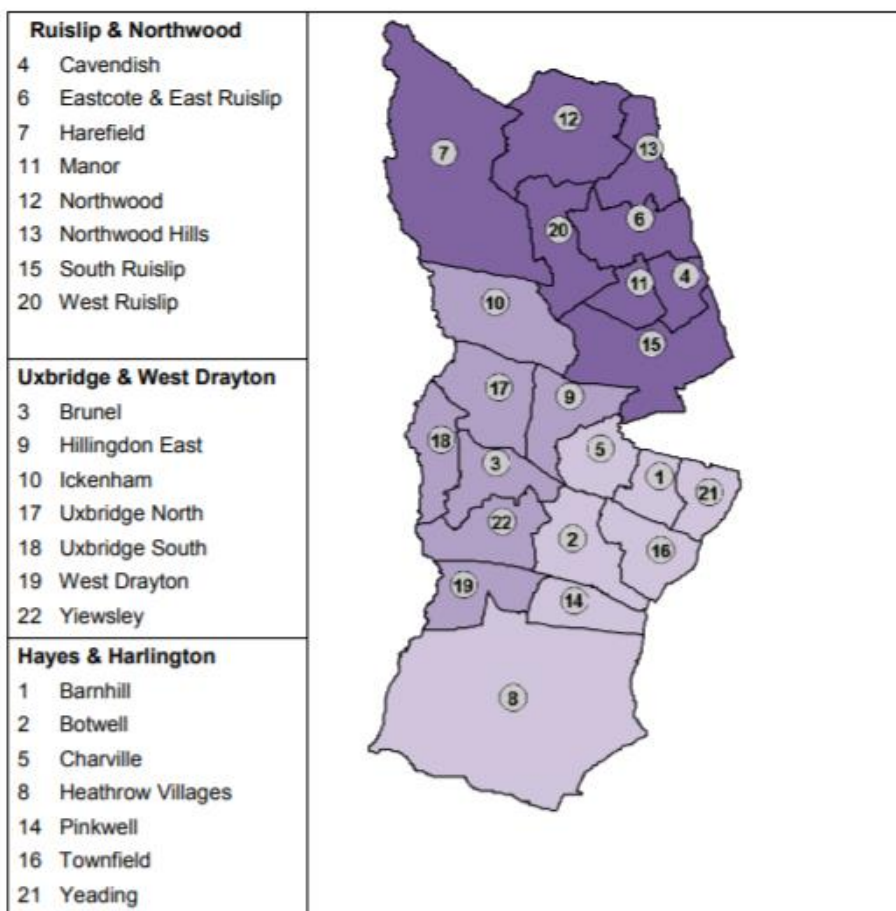 Ruislip & Northwood
4 Cavendish
6 Eastcote & East Ruislip
7 Harefield
11 Manor
12 Northwood
13 Northwood Hills
15 South Ruislip
20 West Ruislip
Uxbridge & West Drayton
3 Brunel
9 Hillingdon East
10 Ickenham
17 Uxbridge North
18 Uxbridge South
19 West Drayton
22 Yiewsley
Hayes & Harlington
1 Barnhill
2 Botwell
5 Charville
8 Heathrow Villages
14 Pinkwell
16 Townfield
21 Yeading
12
13
7
6
20
4
11
10
15
17
9
18
5
3
1
21
22
2
16
19
14
8